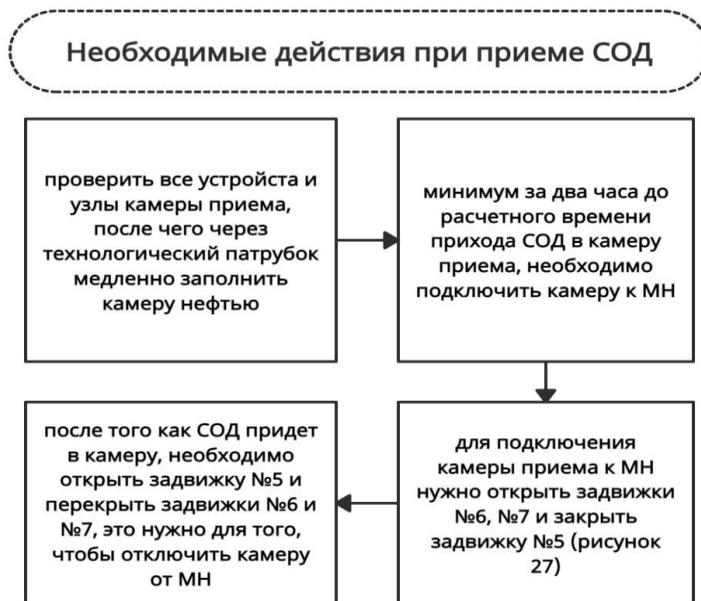 Необходимые действия при приеме СОД
проверить все устройста и
узлы камеры приема,
после чего через
технологический патрубок
медленно заполнить
камеру нефтью
минимум за два часа до
расчетного времени
прихода СОД в камеру
приема, необходимо
подключить камеру к МН
для подключения
камеры приема к МН
нужно открыть задвижки
№6, №7 и закрыть
задвижку №5 (рисунок
27)
после того как СОД придет
в камеру, необходимо
открыть задвижку №5 и
перекрыть задвижки №6 и
№7, это нужно для того,
чтобы отключить камеру
от МН